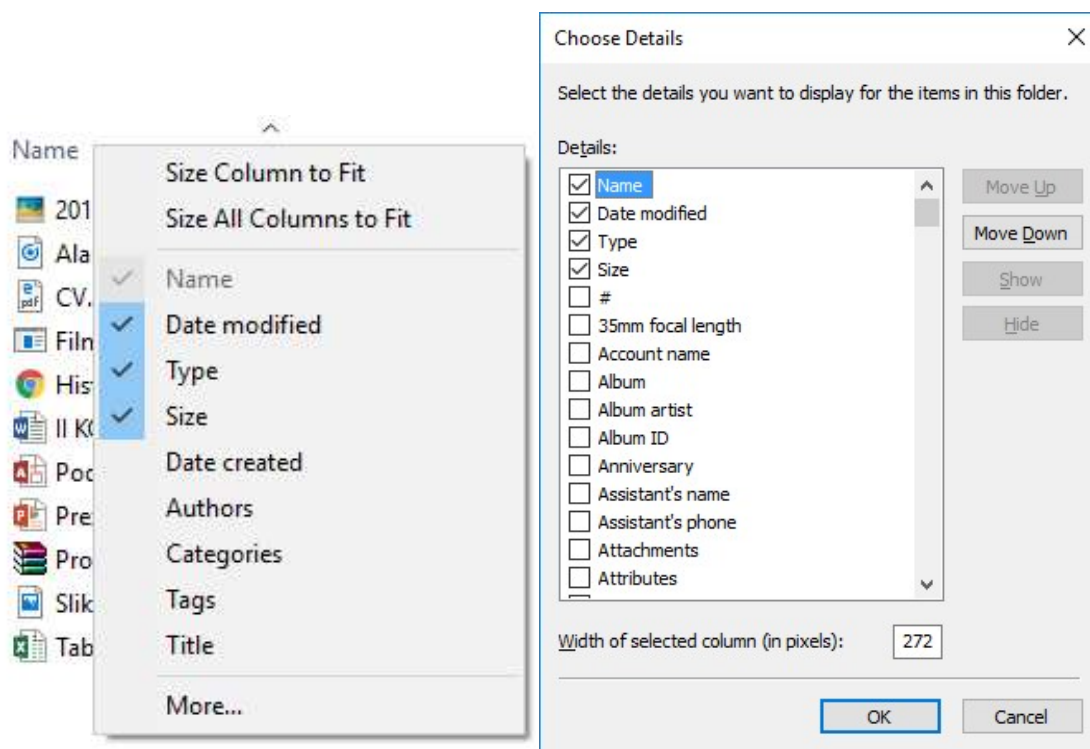 Name
201
Ala
CV.
Film
His
II K
Poc
Pre
Pro
Slik
Tab
Size Column to Fit
Size All Columns to Fit
Name
Date modified
Type
Size
Date created
Authors
Categories
Tags
Title
More...
Choose Details
Select the details you want to display for the items in this folder.
Details:
Name
Date modified
Type
Size
#
35mm focal length
Account name
Album
Album artist
Album ID
Anniversary
Assistant's name
Assistant's phone
Attachments
Attributes
Move Up
Move Down
Show
Hide
Width of selected column (in pixels): 272
OK
Cancel